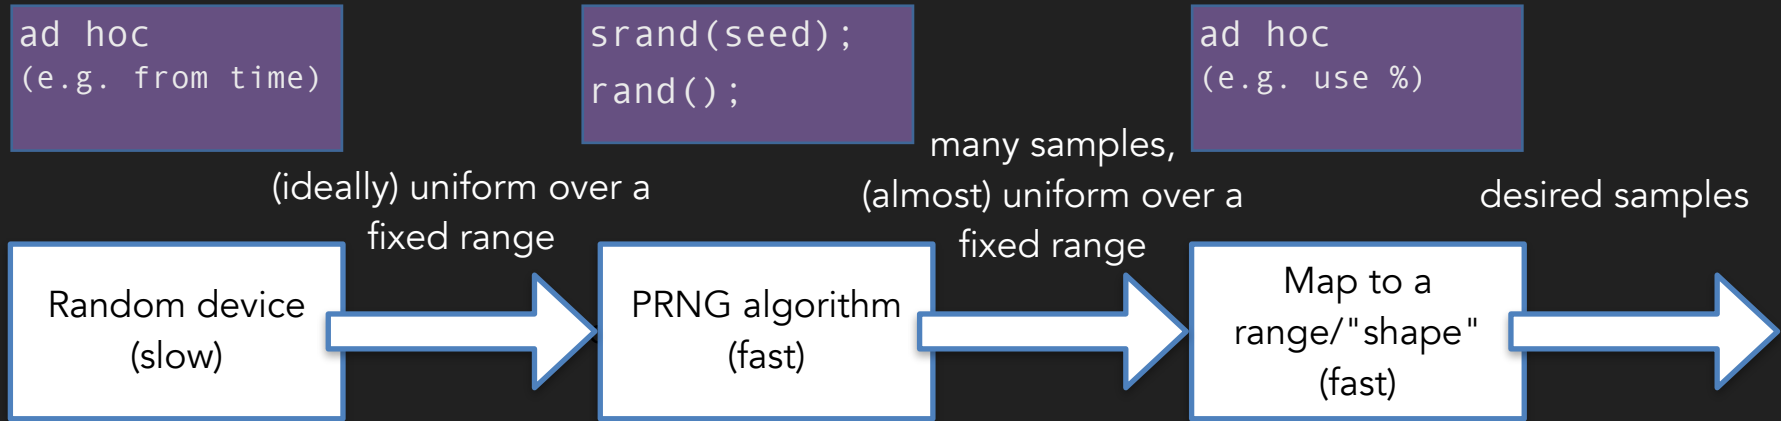 ad hoc
(e.g. from time)
srand(seed);
rand();
ad hoc
(e.g. use %)
(ideally) uniform over a
fixed range
many samples,
(almost) uniform over a
fixed range
desired samples
Random device
(slow)
PRNG algorithm
(fast)
Map to a
range/"shape"
(fast)